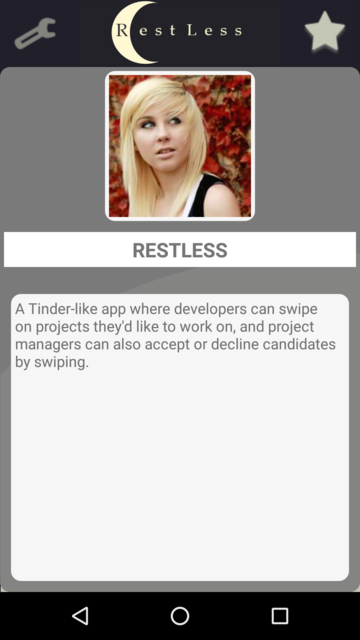 Rest Less
RESTLESS
A Tinder-like app where developers can swipe
on projects they'd like to work on, and project
managers can also accept or decline candidates
by swiping.